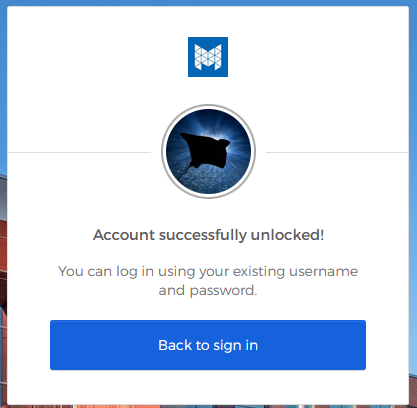 Account successfully unlocked!
You can log in using your existing username
and password.
Back to sign in